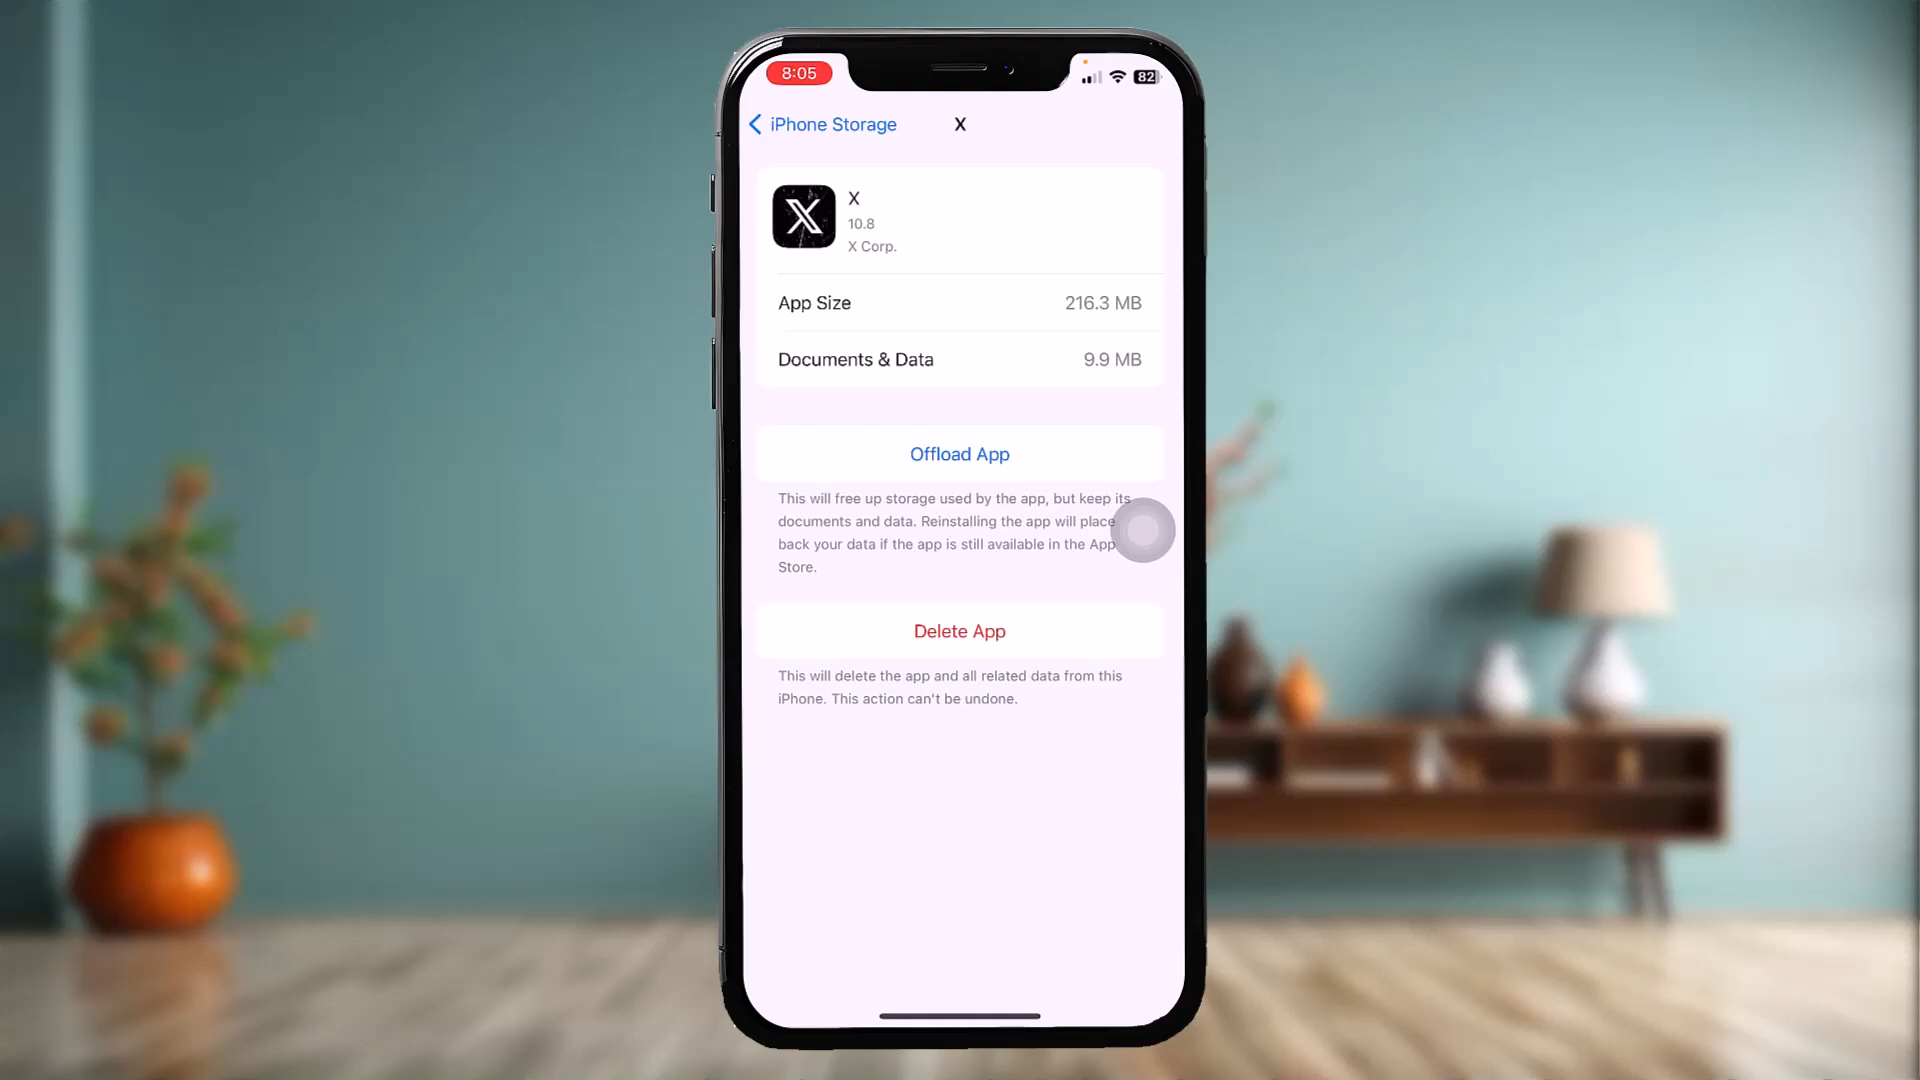 8:05
82
iPhone Storage
X
X
10.8
X Corp.
App Size
216.3 MB
Documents & Data
9.9 MB
Offload App
This will free up storage used by the app, but keep its
documents and data. Reinstalling the app will place
back your data if the app is still available in the App
Store.
Delete App
This will delete the app and all related data from this
iPhone. This action can't be undone.